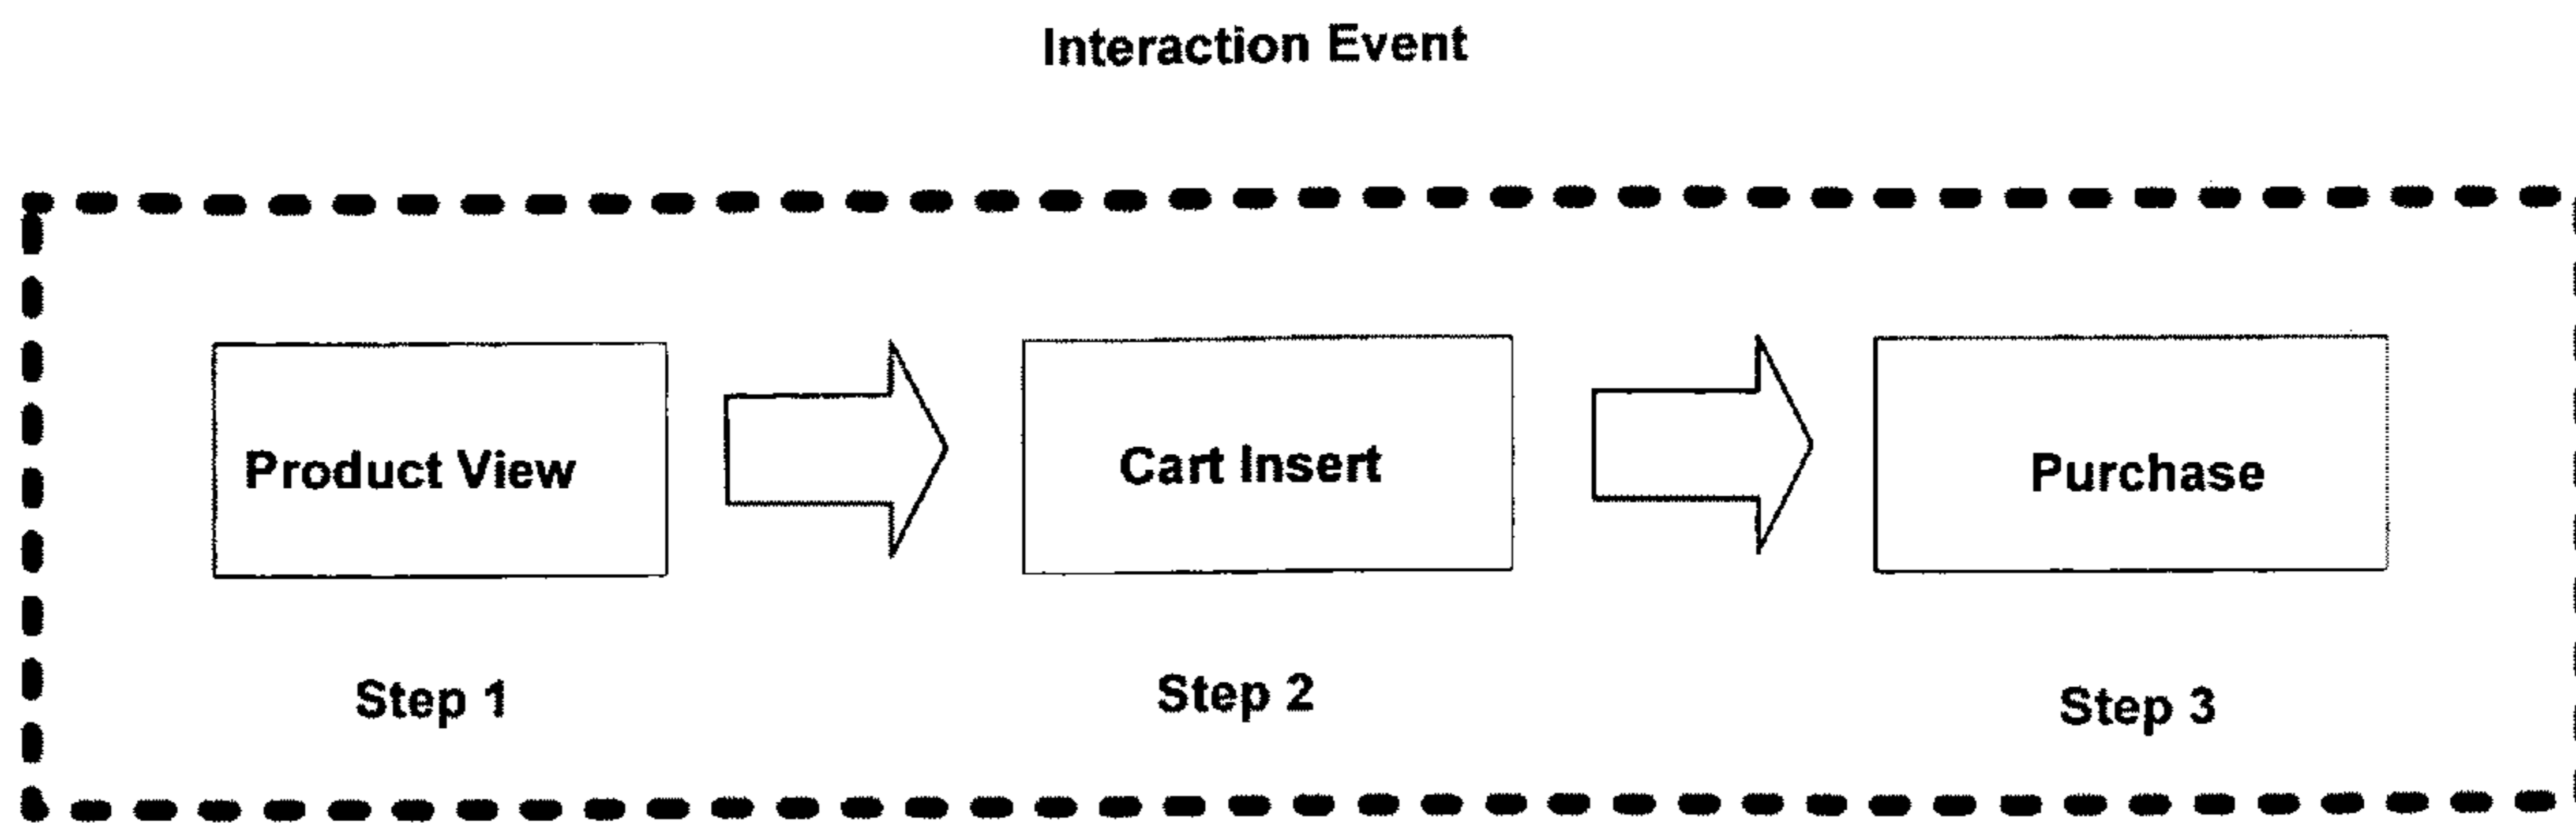 Interaction Event
Product View
Cart Insert
Purchase
Step 1
Step 2
Step 3